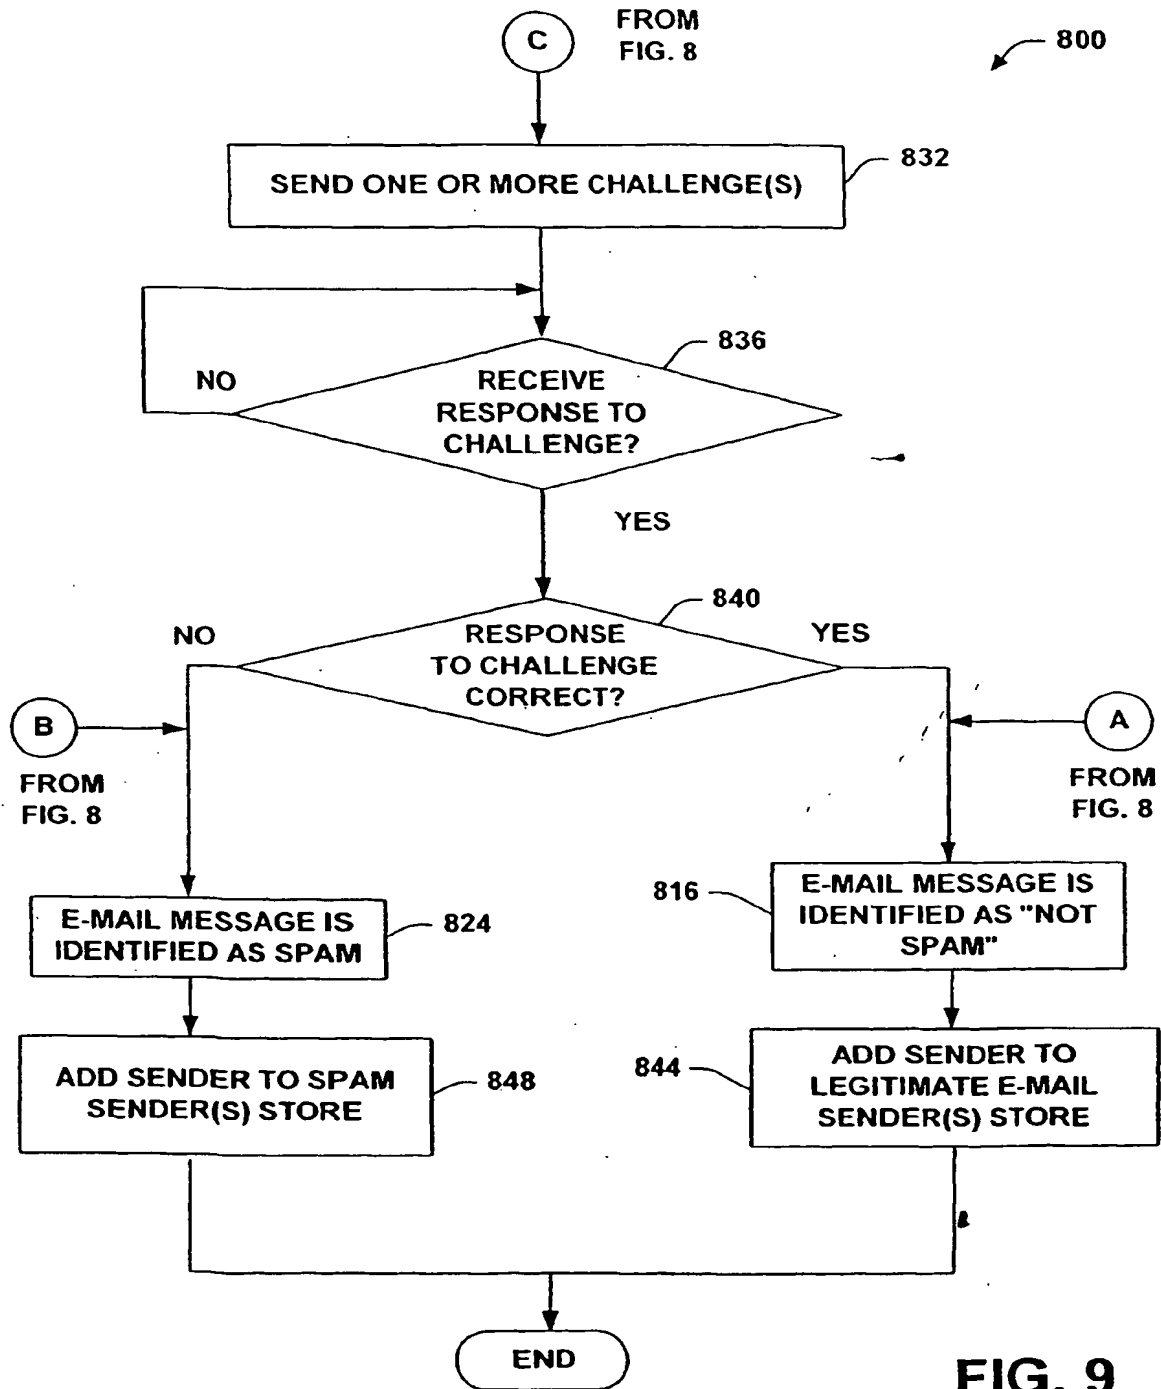 C
FROM
FIG. 8
800
SEND ONE OR MORE CHALLENGE(S)
832
836
NO
RECEIVE
RESPONSE TO
CHALLENGE?
YES
840
NO
RESPONSE
TO CHALLENGE
CORRECT?
YES
B
FROM
FIG. 8
A
FROM
FIG. 8
E-MAIL MESSAGE IS
IDENTIFIED AS SPAM
824
816
E-MAIL MESSAGE IS
IDENTIFIED AS "NOT
SPAM"
ADD SENDER TO SPAM
SENDER(S) STORE
848
844
ADD SENDER TO
LEGITIMATE E-MAIL
SENDER(S) STORE
END
FIG. 9